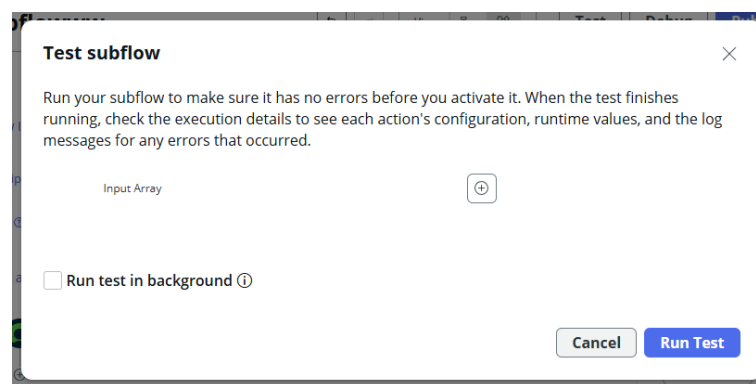 Test Debug
Test subflow
Run your subflow to make sure it has no errors before you activate it. When the test finishes
running, check the execution details to see each action's configuration, runtime values, and the log
messages for any errors that occurred.
Input Array
Run test in background
Cancel Run Test